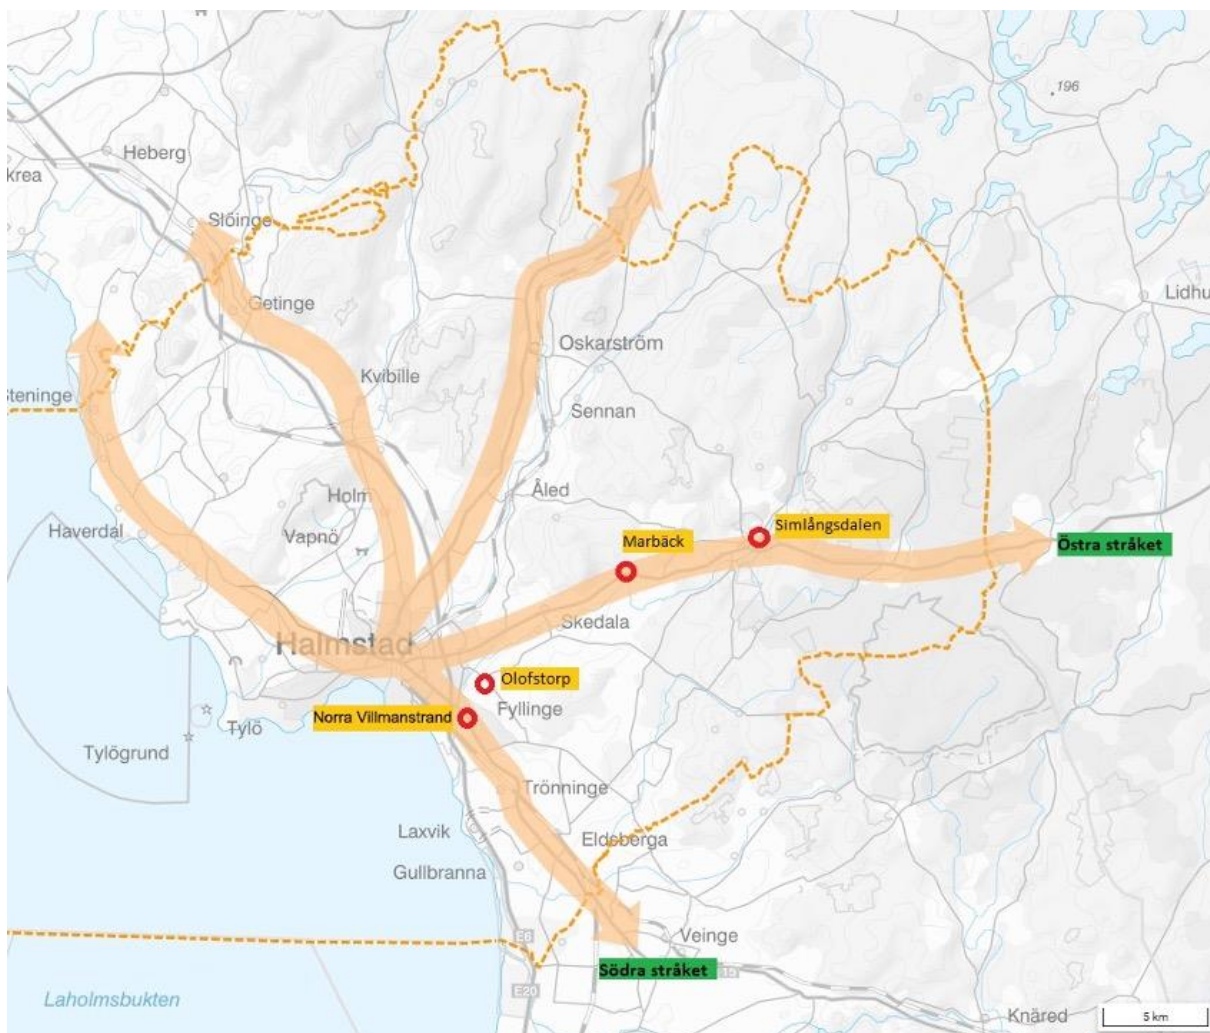 196
Heberg
krea
Slöinge
Lidhu
Getinge
Oskarström
Kvibille
Steninge
Sennan
Åled
Holm
Haverdal
Vapnö
Simlångsdalen
Marbäck
Östra stråket
Skedala
Halmstad
Olofstorp
Fyllinge
Norra Villmanstrand
Tylö
Tylögrund
Trönninge
Laxvik
Eldsberga
Gullbranna
E6
Veinge
Södra stråket
15
E20
Laholmsbukten
Knäred
5 km